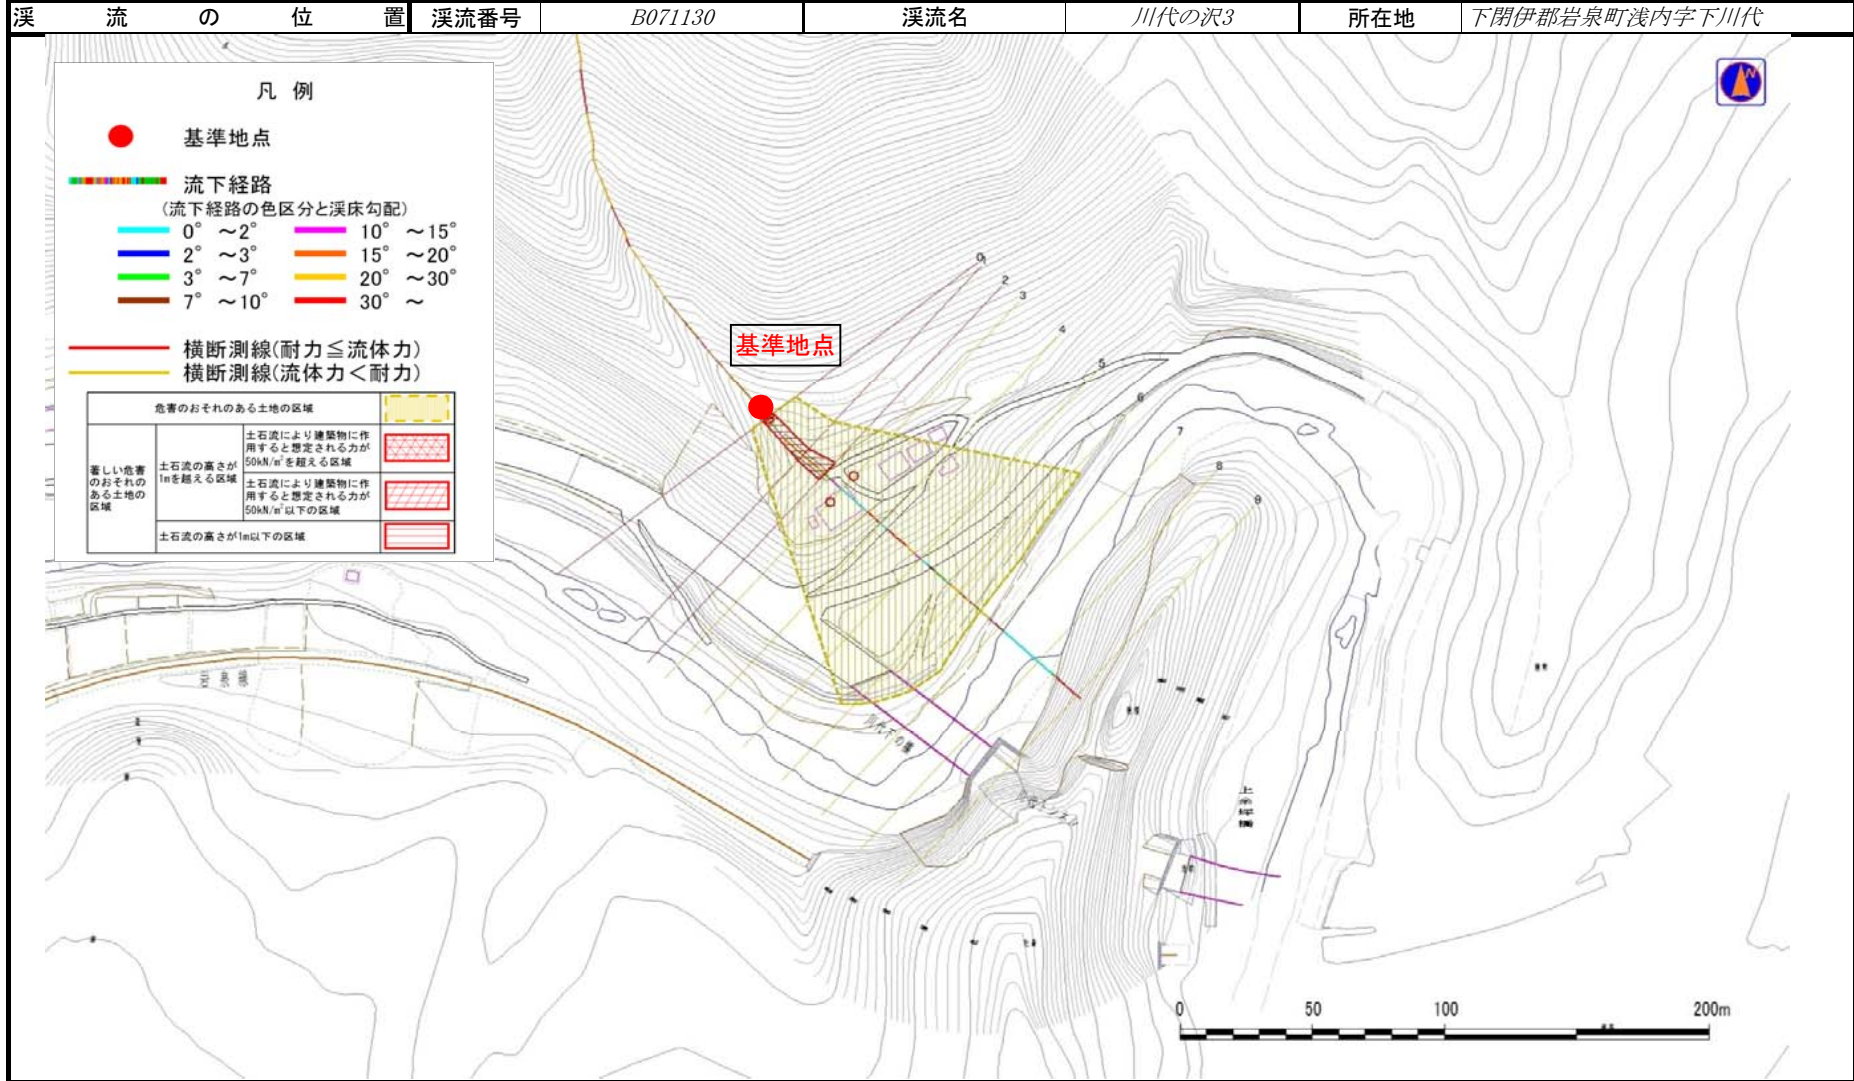 渓流の位置 渓流番号 B071130 渓流名 川代の沢3 所在地 下閉伊郡岩泉町浅内字下川代
凡 例
基準地点
流下経路
(流下経路の色区分と渓床勾配)
0° ～2° 10° ～15°
2° ～3° 15° ～20°
3° ～7° 20° ～30°
7° ～10° 30° ～
横断測線(耐力≦流体力)
横断測線(流体力＜耐力)
危害のおそれのある土地の区域
著しい危害のおそれのある土地の区域
土石流の高さが1mを越える区域
土石流により建築物に作用すると想定される力が50kN/m²を超える区域
土石流により建築物に作用すると想定される力が50kN/m²以下の区域
土石流の高さが1m以下の区域
N
基準地点
0
1
2
3
4
5
6
7
8
9
0 50 100 200m